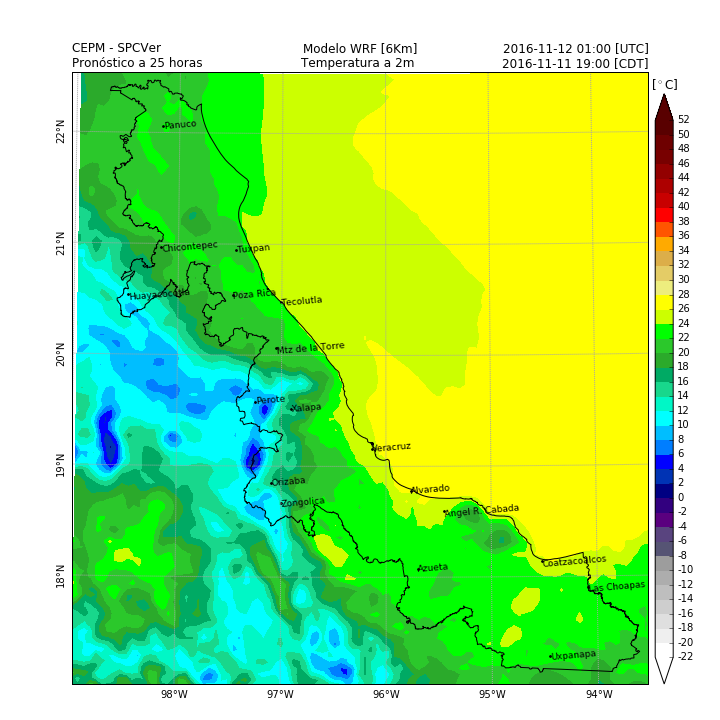 CEPM - SPCVer Modelo WRF [6Km] 2016-11-12 01:00 [UTC]
Pronóstico a 25 horas Temperatura a 2m 2016-11-11 19:00 [CDT]
[°C]
52
50
48
46
44
42
40
38
36
34
32
30
28
26
24
22
20
18
16
14
12
10
8
6
4
2
0
-2
-4
-6
-8
-10
-12
-14
-16
-18
-20
-22
22°N
21°N
20°N
19°N
18°N
Panuco
Chicontepec
Tuxpan
Huayacocotla
Poza Rica
Tecolutla
Mtz de la Torre
Perote
Xalapa
Veracruz
Orizaba
Alvarado
Zongolica
Angel R. Cabada
Azueta
Coatzacoalcos
Las Choapas
Uxpanapa
98°W 97°W 96°W 95°W 94°W